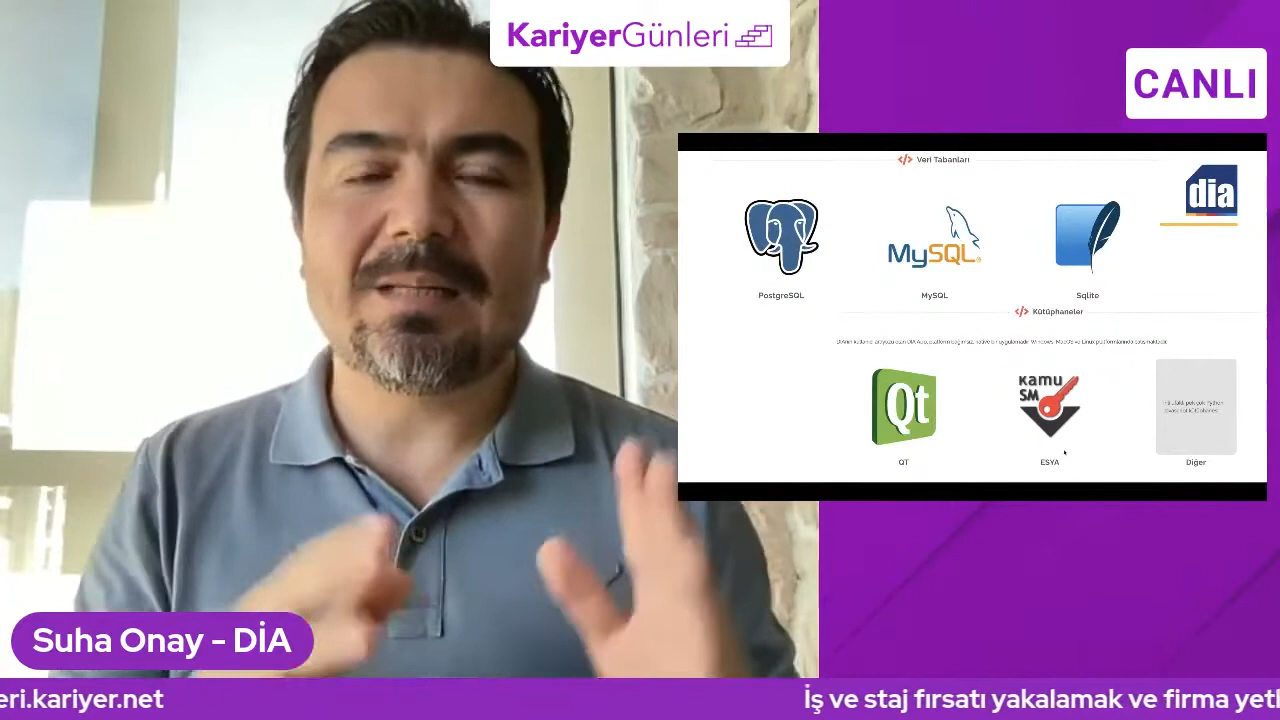 KariyerGünleri
CANLI
</> Veri Tabanları
dia
MySQL
PostgreSQL
MySQL
Sqlite
</> Kütüphaneler
Qt
Kamu
SM
QT
ESYA
Diğer
Suha Onay - DİA
eri.kariyer.net
İş ve staj fırsatı yakalamak ve firma yetl